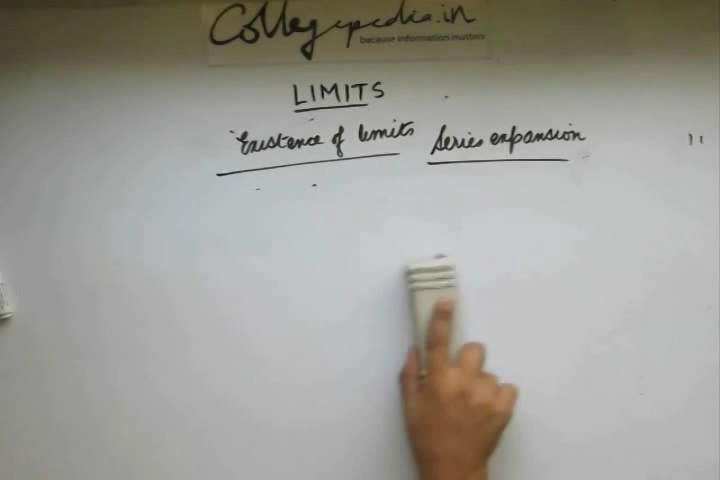 Collegepedia.in
because information matters
LIMITS
Existence of limits Series expansion